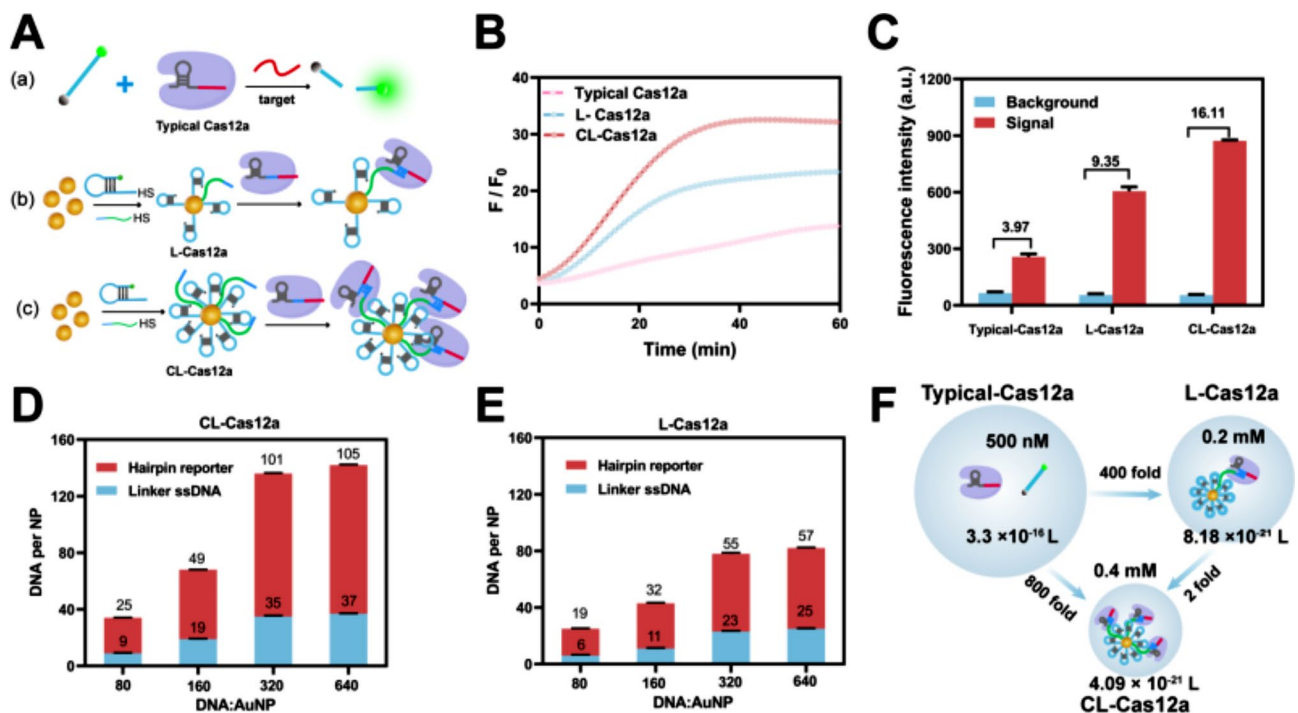 A
(a)
+
Typical Cas12a
target
(b)
HS
HS
L-Cas12a
(c)
HS
CL-Cas12a
B
F / F0
40
30
20
10
0
Typical Cas12a
L- Cas12a
CL-Cas12a
0
20
40
60
Time (min)
C
Fluorescence intensity (a.u.)
1200
900
600
300
0
Background
Signal
3.97
9.35
16.11
Typical-Cas12a
L-Cas12a
CL-Cas12a
D
CL-Cas12a
DNA per NP
160
120
80
40
0
Hairpin reporter
Linker ssDNA
25
9
49
19
101
35
105
37
80
160
320
640
DNA:AuNP
E
L-Cas12a
DNA per NP
160
120
80
40
0
Hairpin reporter
Linker ssDNA
19
6
32
11
55
23
57
25
80
160
320
640
DNA:AuNP
F
Typical-Cas12a
500 nM
3.3 ×10⁻¹⁶ L
400 fold
L-Cas12a
0.2 mM
8.18 ×10⁻²¹ L
800 fold
2 fold
0.4 mM
4.09 × 10⁻²¹ L
CL-Cas12a